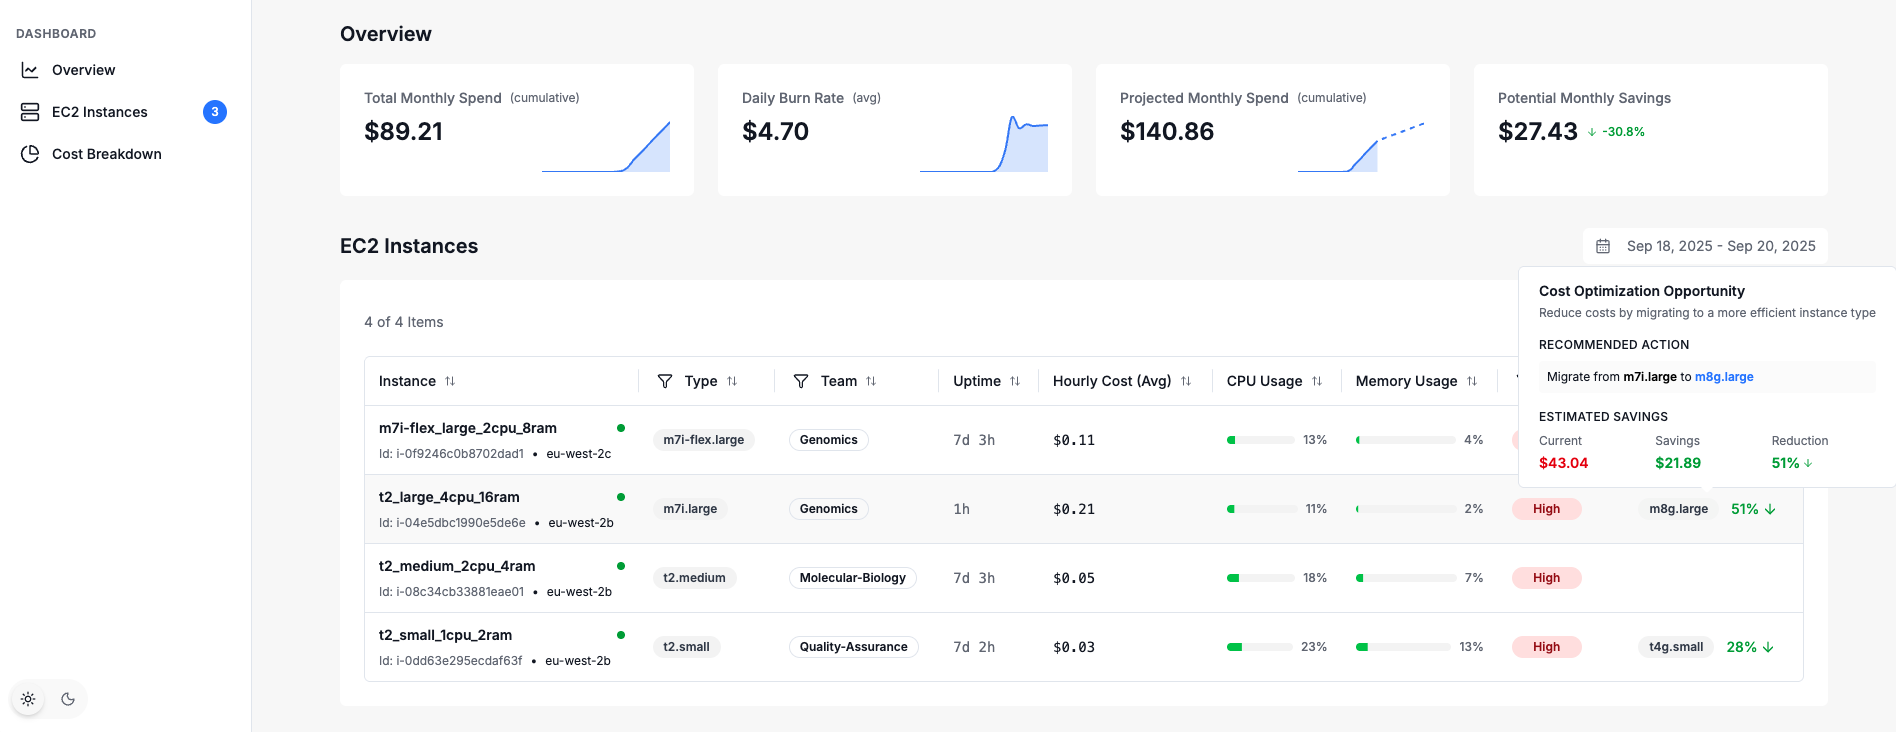 DASHBOARD
Overview
EC2 Instances 3
Cost Breakdown
Overview
Total Monthly Spend (cumulative)
$89.21
Daily Burn Rate (avg)
$4.70
Projected Monthly Spend (cumulative)
$140.86
Potential Monthly Savings
$27.43 ↓ -30.8%
EC2 Instances
Sep 18, 2025 - Sep 20, 2025
4 of 4 Items
Cost Optimization Opportunity
Reduce costs by migrating to a more efficient instance type
RECOMMENDED ACTION
Migrate from m7i.large to m8g.large
ESTIMATED SAVINGS
Current Savings Reduction
$43.04 $21.89 51% ↓
Instance Type Team Uptime Hourly Cost (Avg) CPU Usage Memory Usage
m7i-flex_large_2cpu_8ram
Id: i-0f9246c0b8702dad1 • eu-west-2c
m7i-flex.large Genomics 7d 3h $0.11 13% 4%
t2_large_4cpu_16ram
Id: i-04e5dbc1990e5de6e • eu-west-2b
m7i.large Genomics 1h $0.21 11% 2% High m8g.large 51% ↓
t2_medium_2cpu_4ram
Id: i-08c34cb33881eae01 • eu-west-2b
t2.medium Molecular-Biology 7d 3h $0.05 18% 7% High
t2_small_1cpu_2ram
Id: i-0dd63e295ecdaf63f • eu-west-2b
t2.small Quality-Assurance 7d 2h $0.03 23% 13% High t4g.small 28% ↓